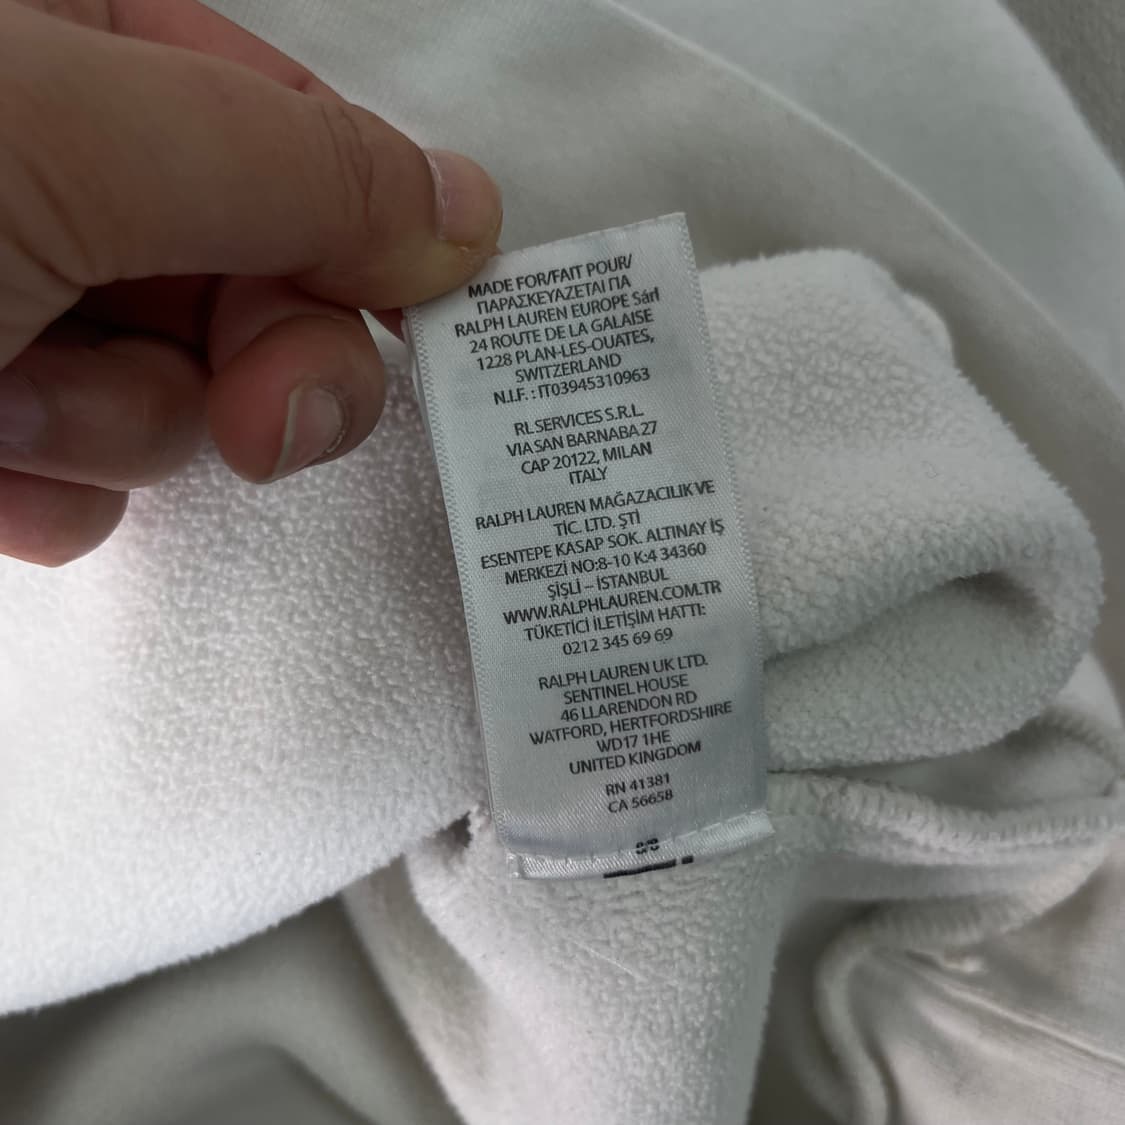 MADE FOR/FAIT POUR/
ΠΑΡΑΣΚΕΥΑΖΕΤΑΙ ΓΙΑ
RALPH LAUREN EUROPE Sárl
24 ROUTE DE LA GALAISE
1228 PLAN-LES-OUATES,
SWITZERLAND
N.I.F. : IT03945310963
RL SERVICES S.R.L.
VIA SAN BARNABA 27
CAP 20122, MILAN
ITALY
RALPH LAUREN MAĞAZACILIK VE
TİC. LTD. ŞTİ
ESENTEPE KASAP SOK. ALTINAY İŞ
MERKEZİ NO:8-10 K:4 34360
ŞİŞLİ – İSTANBUL
WWW.RALPHLAUREN.COM.TR
TÜKETİCİ İLETİŞİM HATTI:
0212 345 69 69
RALPH LAUREN UK LTD.
SENTINEL HOUSE
46 LLARENDON RD
WATFORD, HERTFORDSHIRE
WD17 1HE
UNITED KINGDOM
RN 41381
CA 56658